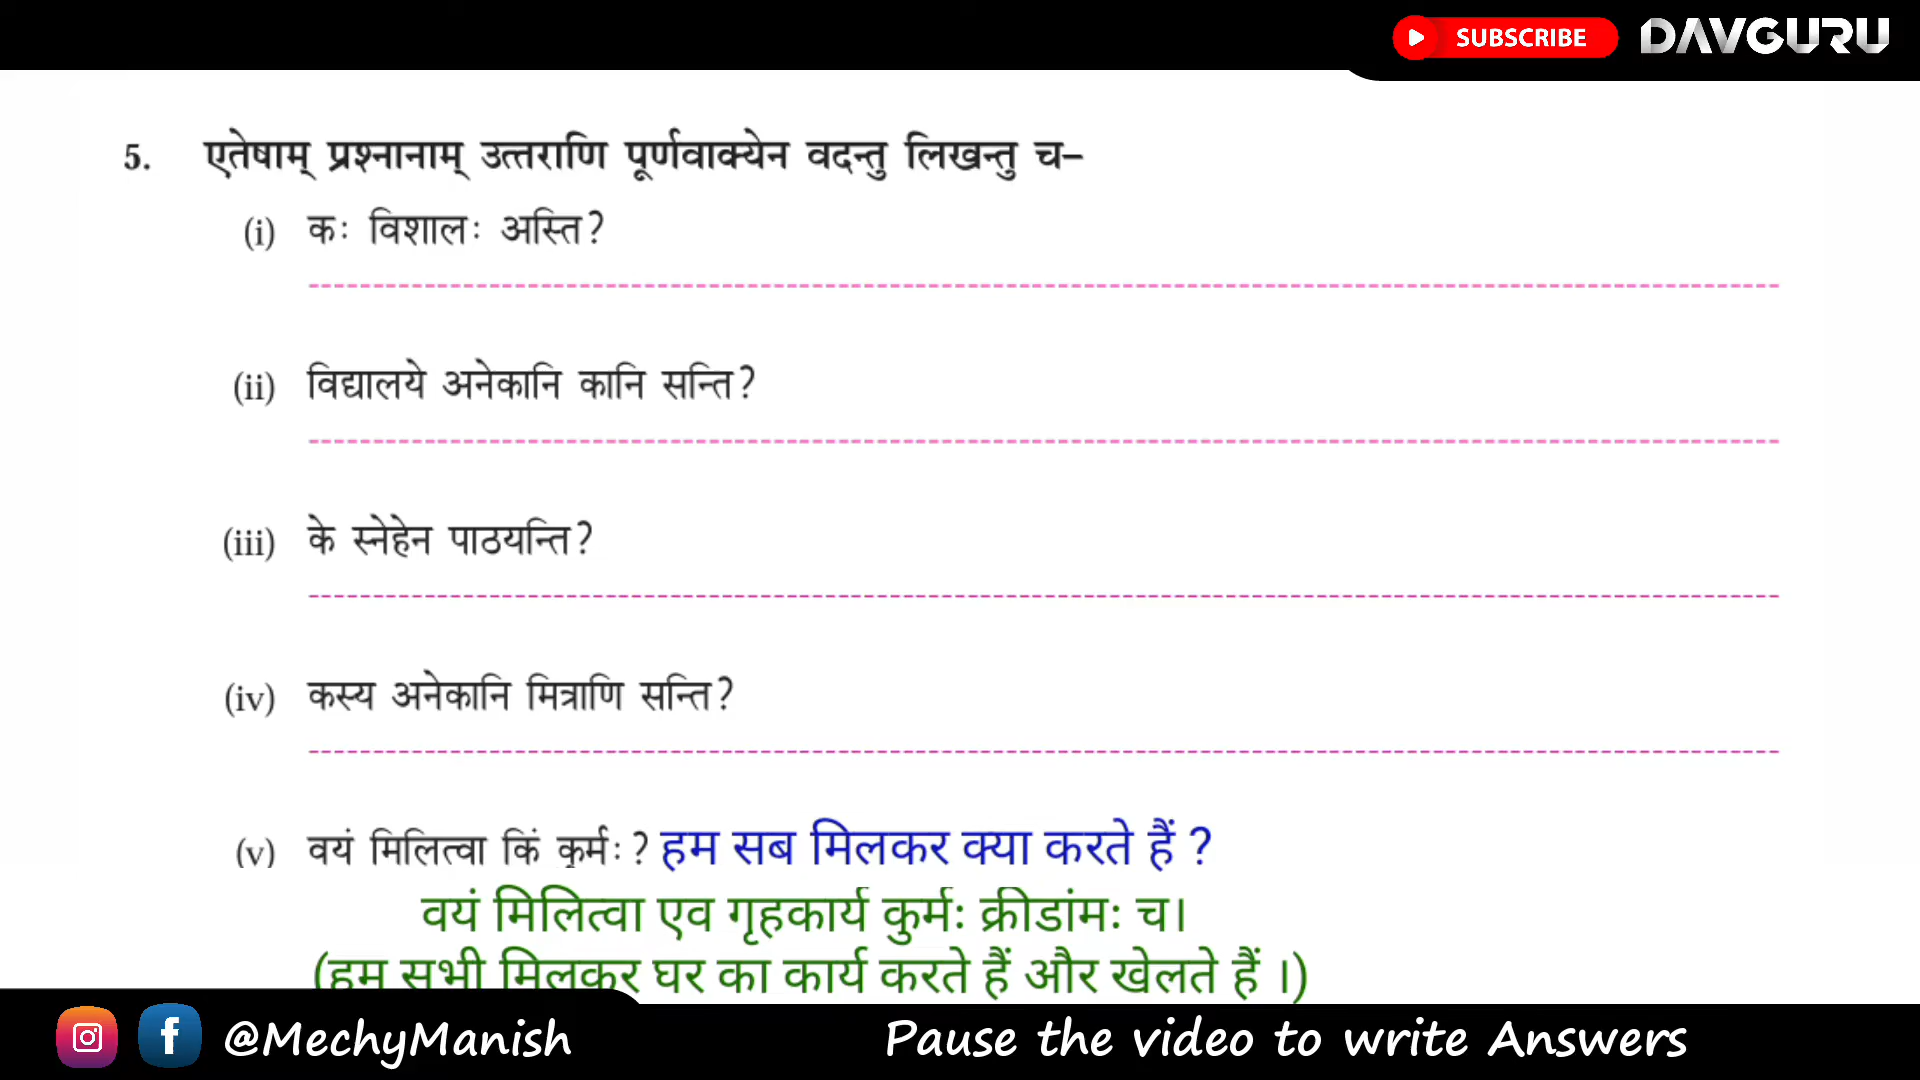 SUBSCRIBE DAVGURU
5. एतेषाम् प्रश्नानाम् उत्तराणि पूर्णवाक्येन वदन्तु लिखन्तु च–
(i) कः विशालः अस्ति?
(ii) विद्यालये अनेकानि कानि सन्ति?
(iii) के स्नेहेन पाठयन्ति?
(iv) कस्य अनेकानि मित्राणि सन्ति?
(v) वयं मिलित्वा किं कुर्मः? हम सब मिलकर क्या करते हैं ?
वयं मिलित्वा एव गृहकार्य कुर्मः क्रीडांमः च।
(हम सभी मिलकर घर का कार्य करते हैं और खेलते हैं ।)
@MechyManish Pause the video to write Answers